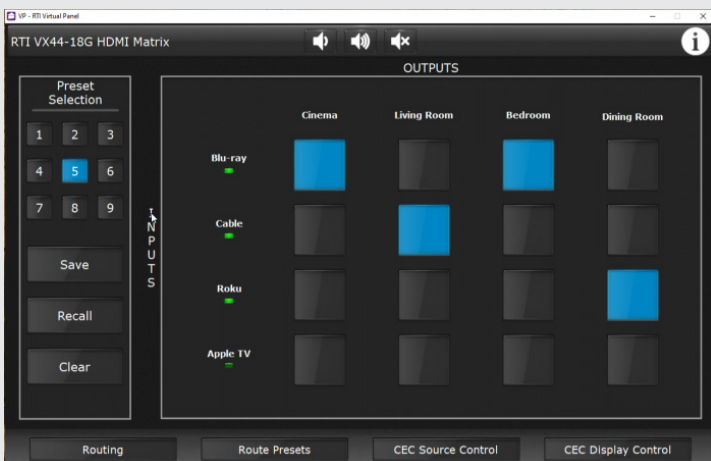 VP - RTI Virtual Panel
RTI VX44-18G HDMI Matrix
i
OUTPUTS
Preset
Selection
1 2 3
4 5 6
7 8 9
Save
Recall
Clear
I
N
P
U
T
S
Cinema Living Room Bedroom Dining Room
Blu-ray
Cable
Roku
Apple TV
Routing Route Presets CEC Source Control CEC Display Control